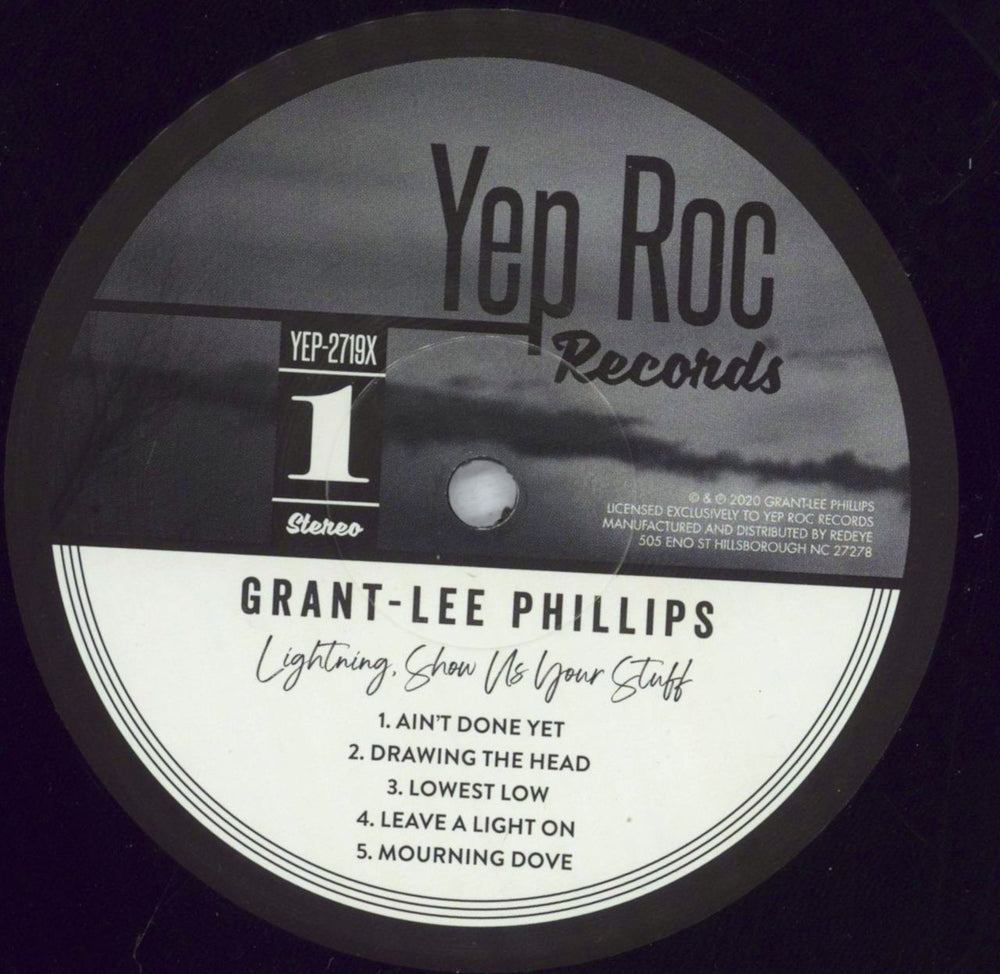 Yep Roc
Records
YEP-2719X
1
Stereo
© & ℗ 2020 GRANT-LEE PHILLIPS
LICENSED EXCLUSIVELY TO YEP ROC RECORDS
MANUFACTURED AND DISTRIBUTED BY REDEYE
505 ENO ST HILLSBOROUGH NC 27278
GRANT-LEE PHILLIPS
Lightning, Show Us Your Stuff
1. AIN'T DONE YET
2. DRAWING THE HEAD
3. LOWEST LOW
4. LEAVE A LIGHT ON
5. MOURNING DOVE